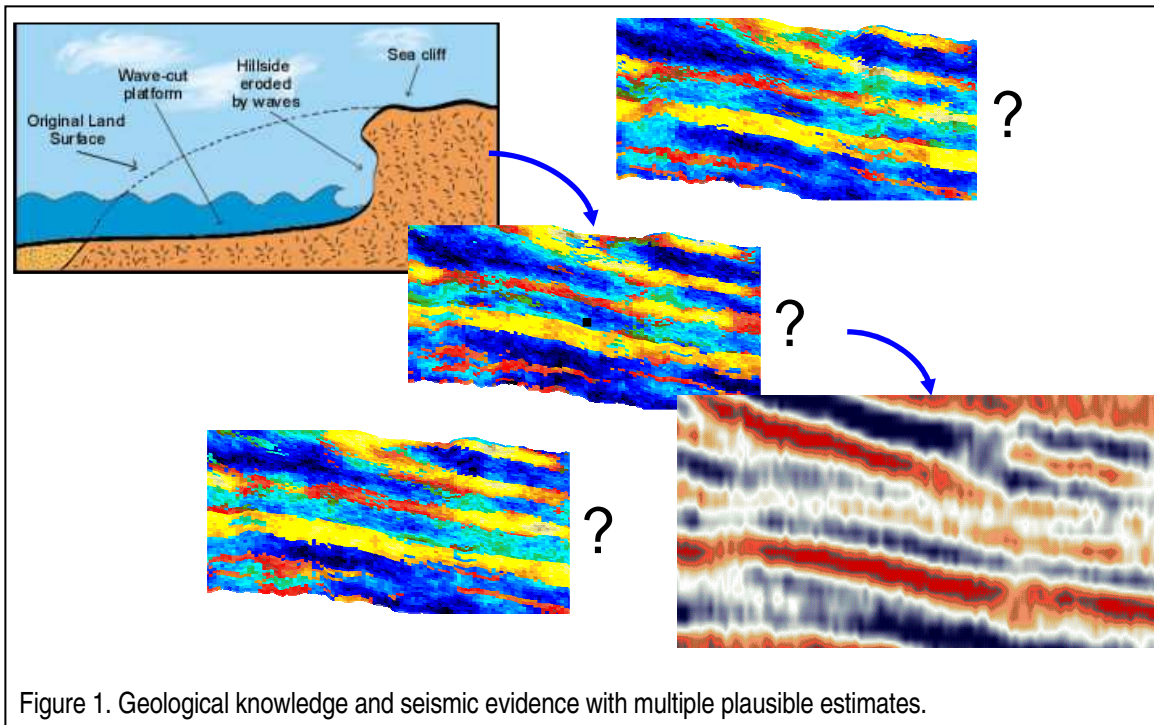 Sea cliff
Wave-cut
platform
Hillside
eroded
by waves
Original Land
Surface
?
?
?
Figure 1. Geological knowledge and seismic evidence with multiple plausible estimates.